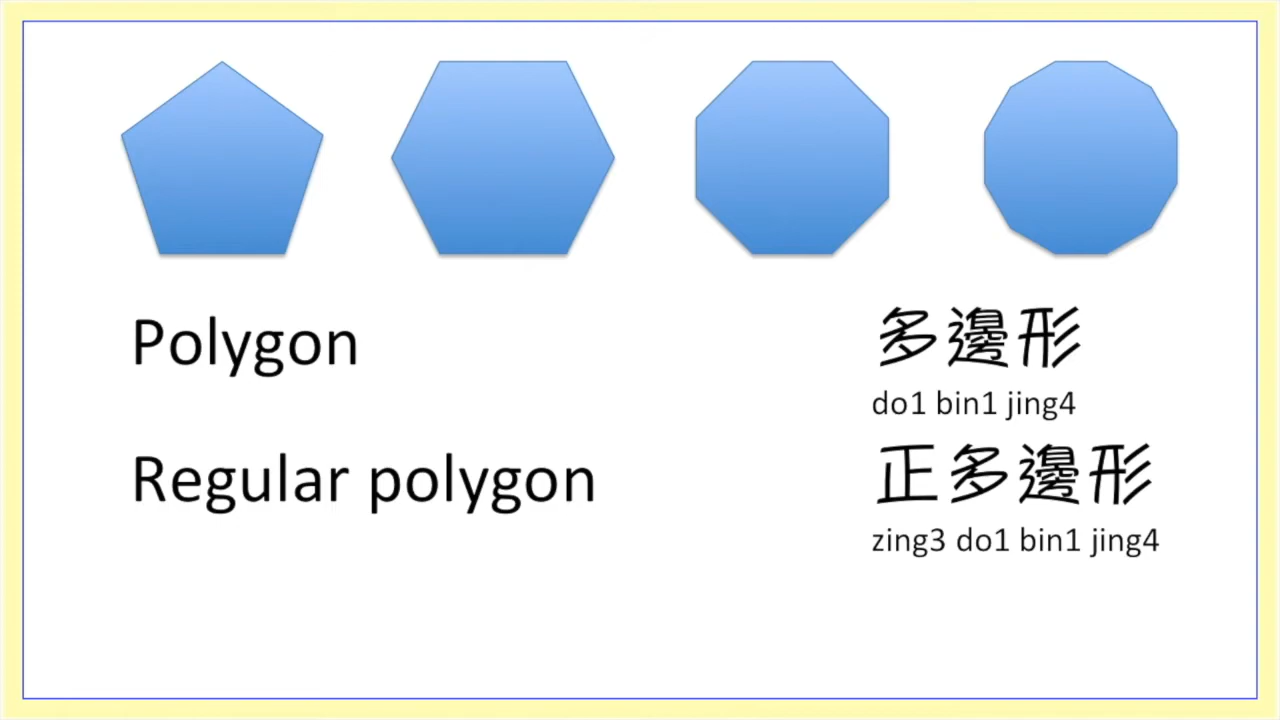 Polygon
多邊形
do1 bin1 jing4
Regular polygon
正多邊形
zing3 do1 bin1 jing4